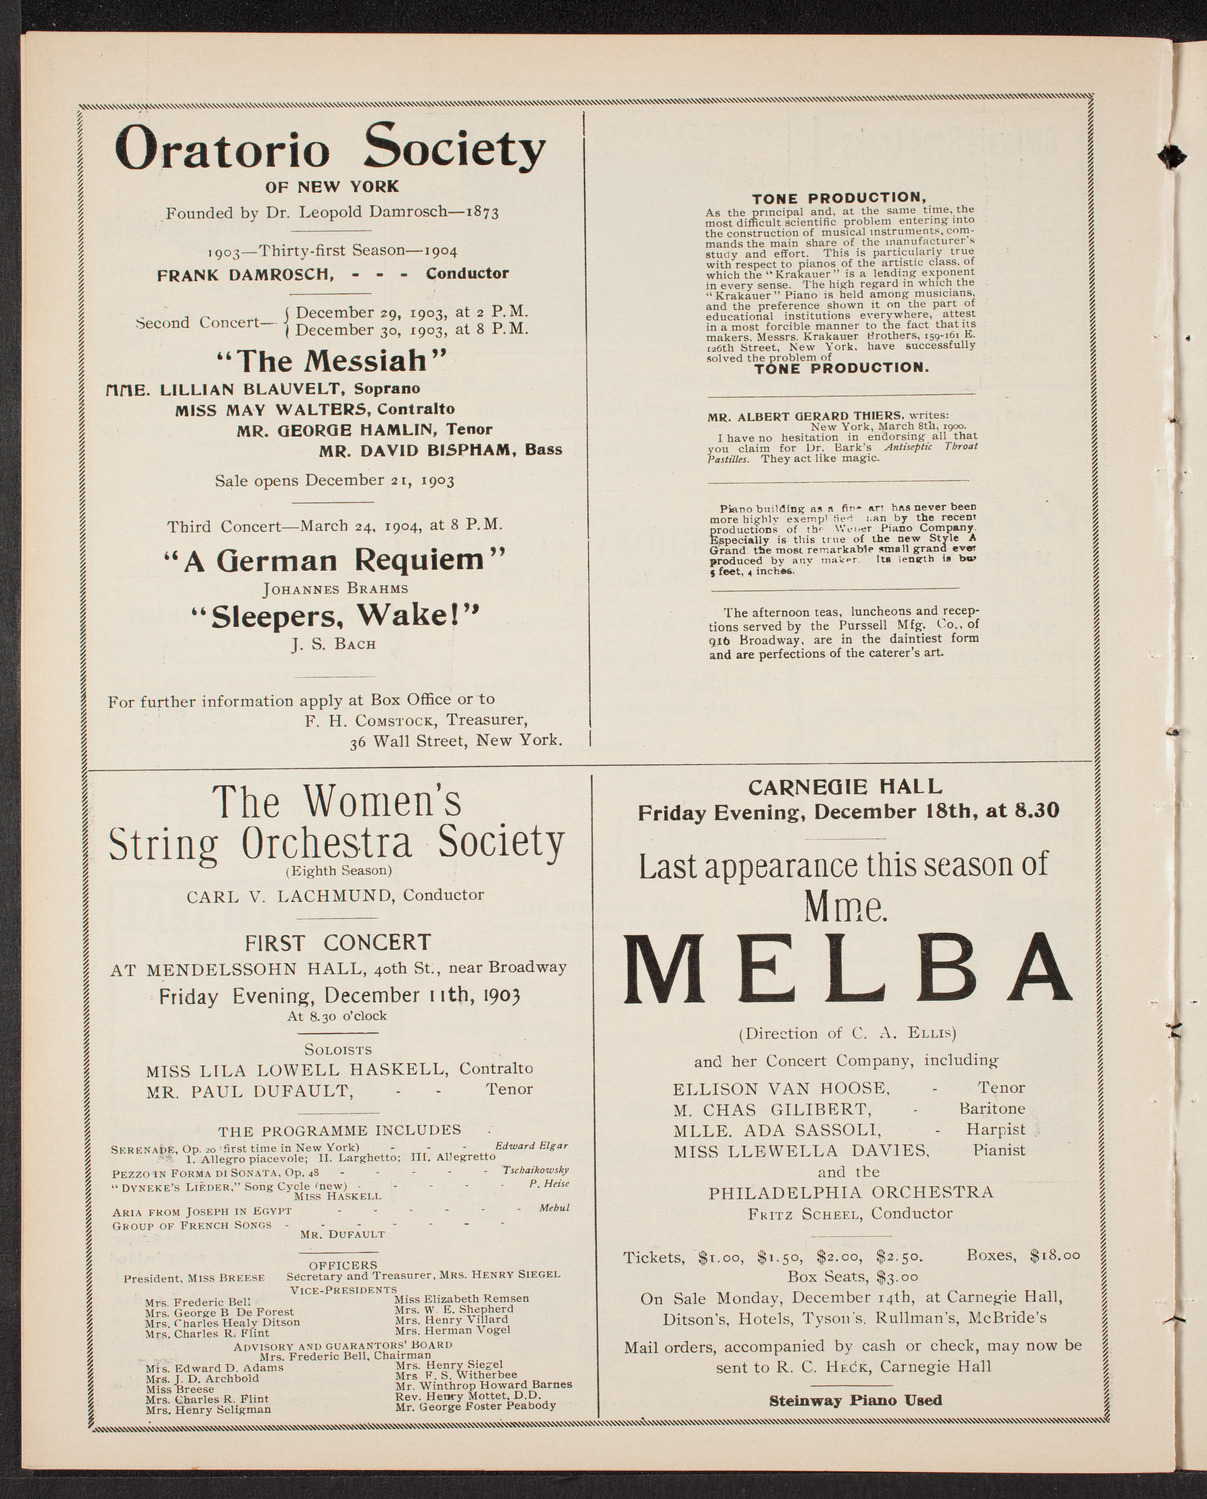 Oratorio Society
OF NEW YORK
Founded by Dr. Leopold Damrosch—1873
1903—Thirty-first Season—1904
FRANK DAMROSCH, - - - Conductor
Second Concert— { December 29, 1903, at 2 P.M.
December 30, 1903, at 8 P.M.
"The Messiah"
MME. LILLIAN BLAUVELT, Soprano
MISS MAY WALTERS, Contralto
MR. GEORGE HAMLIN, Tenor
MR. DAVID BISPHAM, Bass
Sale opens December 21, 1903
Third Concert—March 24, 1904, at 8 P.M.
"A German Requiem"
JOHANNES BRAHMS
"Sleepers, Wake!"
J. S. BACH
For further information apply at Box Office or to
F. H. COMSTOCK, Treasurer,
36 Wall Street, New York.
TONE PRODUCTION,
As the principal and, at the same time, the
most difficult scientific problem entering into
the construction of musical instruments, com-
mands the main share of the manufacturer's
study and effort. This is particularly true
with respect to pianos of the artistic class, of
which the "Krakauer" is a leading exponent
in every sense. The high regard in which the
"Krakauer" Piano is held among musicians,
and the preference shown it on the part of
educational institutions everywhere, attest
in a most forcible manner to the fact that its
makers, Messrs. Krakauer Brothers, 159-161 E.
126th Street, New York, have successfully
solved the problem of
TONE PRODUCTION.
MR. ALBERT GERARD THIERS, writes:
New York, March 8th, 1900.
I have no hesitation in endorsing all that
you claim for Dr. Bark's Antiseptic Throat
Pastilles. They act like magic.
Piano building as a fine art has never been
more highly exemplified than by the recent
productions of the Weber Piano Company.
Especially is this true of the new Style A
Grand the most remarkable small grand ever
produced by any maker. Its length is but
5 feet, 4 inches.
The afternoon teas, luncheons and recep-
tions served by the Purssell Mfg. Co., of
916 Broadway, are in the daintiest form
and are perfections of the caterer's art.
The Women's
String Orchestra Society
(Eighth Season)
CARL V. LACHMUND, Conductor
FIRST CONCERT
AT MENDELSSOHN HALL, 40th St., near Broadway
Friday Evening, December 11th, 1903
At 8.30 o'clock
SOLOISTS
MISS LILA LOWELL HASKELL, Contralto
MR. PAUL DUFAULT, - - Tenor
THE PROGRAMME INCLUDES
SERENADE, Op. 20 (first time in New York) - - - Edward Elgar
I. Allegro piacevole; II. Larghetto; III. Allegretto
PEZZO IN FORMA DI SONATA, Op. 48 - - - - - Tschaikowsky
"DYNEKE'S LIEDER," Song Cycle (new) - - - - - P. Heise
MISS HASKELL
ARIA FROM JOSEPH IN EGYPT - - - - - Mebul
GROUP OF FRENCH SONGS - - - - - - -
MR. DUFAULT
OFFICERS
President, MISS BREESE Secretary and Treasurer, MRS. HENRY SIEGEL
VICE-PRESIDENTS
Mrs. Frederic Bell Miss Elizabeth Remsen
Mrs. George B De Forest Mrs. W. E. Shepherd
Mrs. Charles Healy Ditson Mrs. Henry Villard
Mrs. Charles R. Flint Mrs. Herman Vogel
ADVISORY AND GUARANTORS' BOARD
Mrs. Frederic Bell, Chairman
Mrs. Edward D. Adams Mrs. Henry Siegel
Mrs. J. D. Archbold Mrs F. S. Witherbee
Miss Breese Mr. Winthrop Howard Barnes
Mrs. Charles R. Flint Rev. Henry Mottet, D.D.
Mrs. Henry Seligman Mr. George Foster Peabody
CARNEGIE HALL
Friday Evening, December 18th, at 8.30
Last appearance this season of
Mme.
MELBA
(Direction of C. A. ELLIS)
and her Concert Company, including
ELLISON VAN HOOSE, - Tenor
M. CHAS GILIBERT, - Baritone
MLLE. ADA SASSOLI, - Harpist
MISS LLEWELLA DAVIES, Pianist
and the
PHILADELPHIA ORCHESTRA
FRITZ SCHEEL, Conductor
Tickets, $1.00, $1.50, $2.00, $2.50. Boxes, $18.00
Box Seats, $3.00
On Sale Monday, December 14th, at Carnegie Hall,
Ditson's, Hotels, Tyson's, Rullman's, McBride's
Mail orders, accompanied by cash or check, may now be
sent to R. C. HECK, Carnegie Hall
Steinway Piano Used